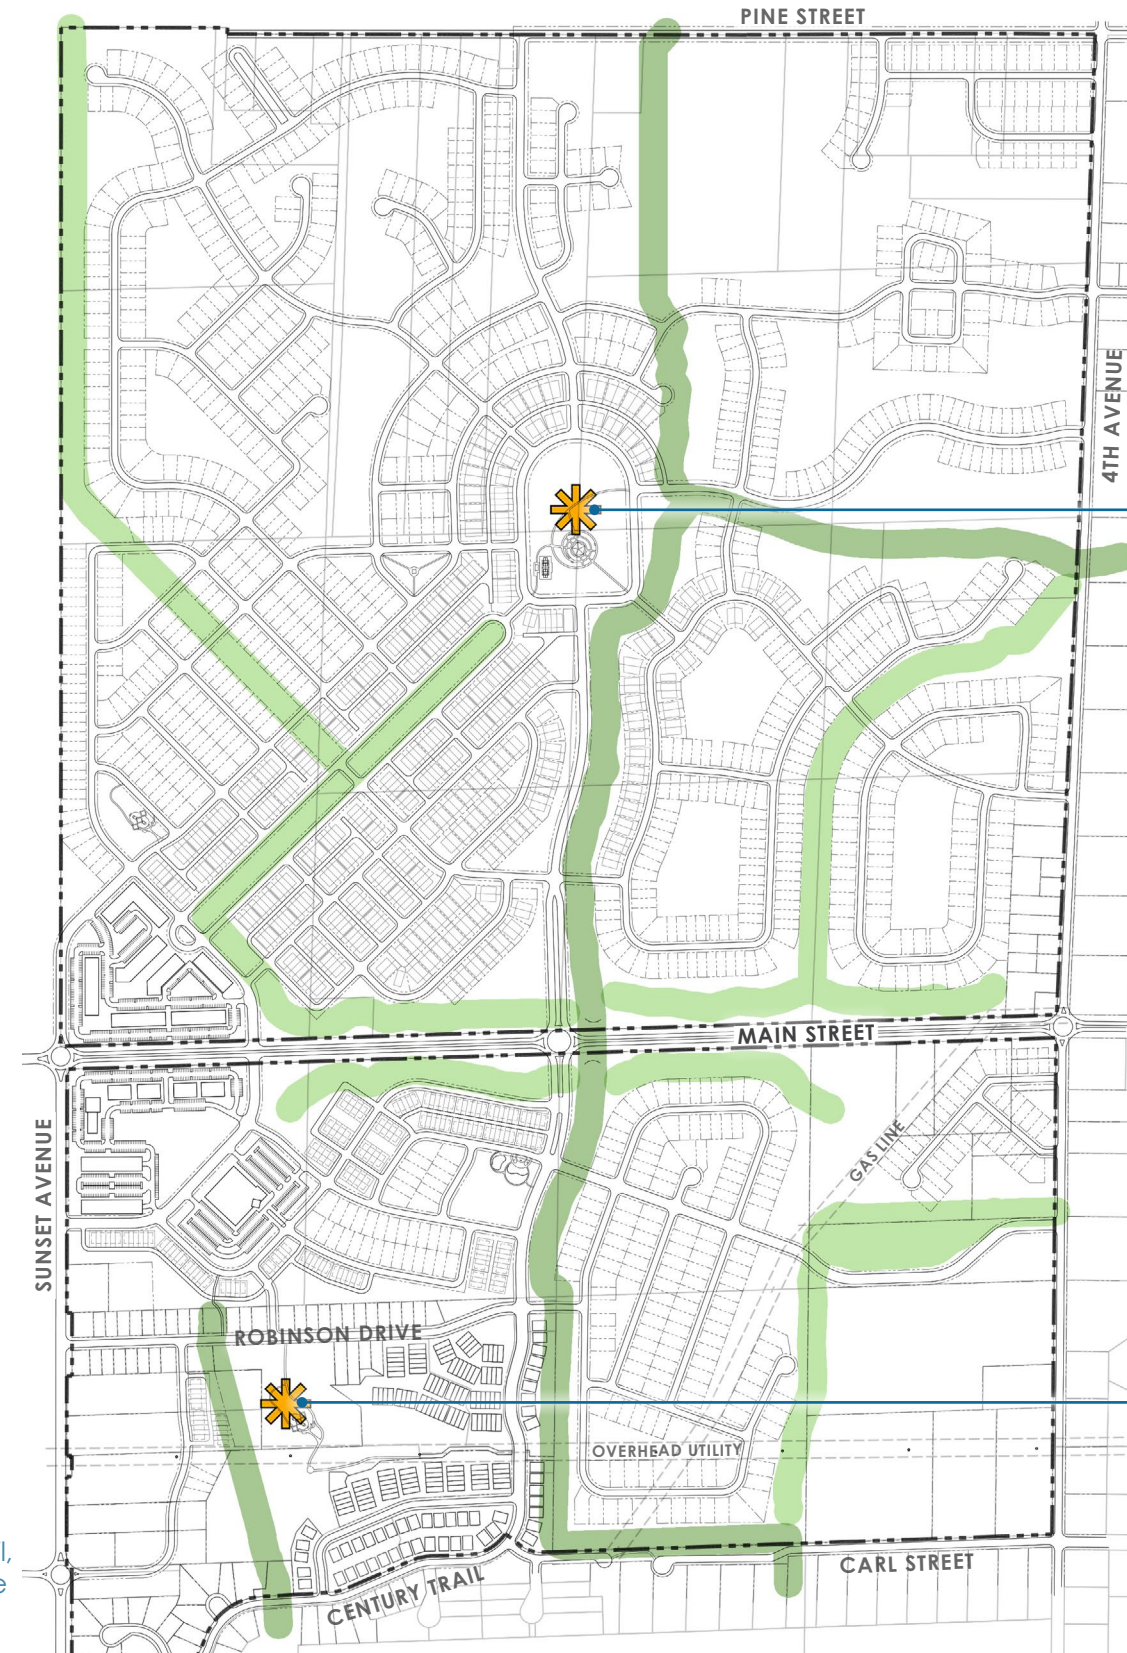 PINE STREET
4TH AVENUE
MAIN STREET
GAS LINE
SUNSET AVENUE
ROBINSON DRIVE
OVERHEAD UTILITY
CARL STREET
CENTURY TRAIL